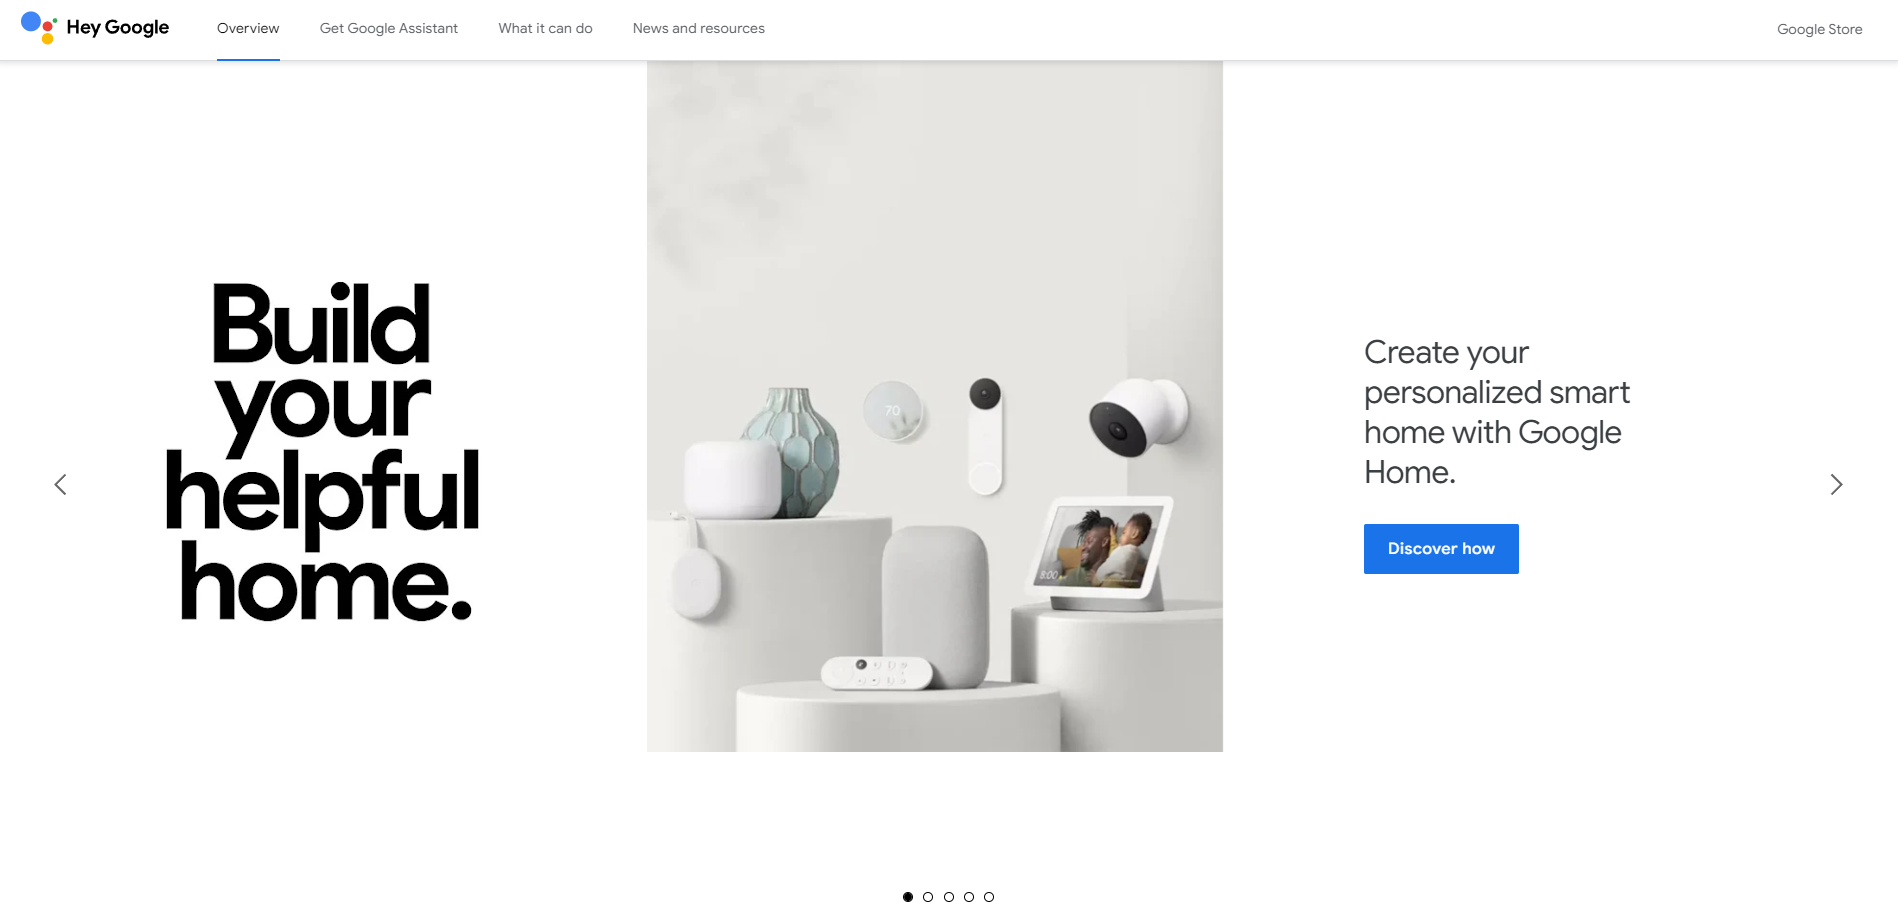 Hey Google
Overview
Get Google Assistant
What it can do
News and resources
Google Store
Build
your
helpful
home.
70
8:00
Create your
personalized smart
home with Google
Home.
Discover how